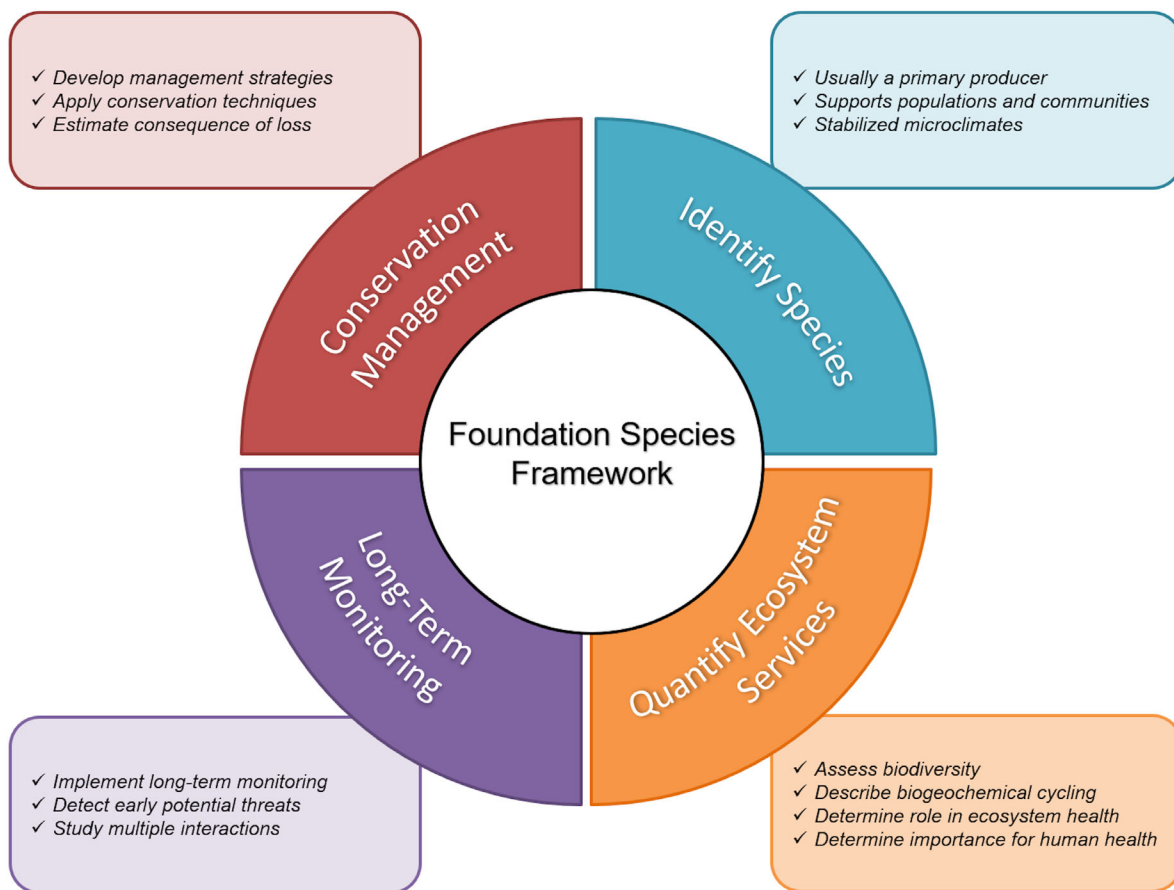 ✓ Develop management strategies
✓ Apply conservation techniques
✓ Estimate consequence of loss
✓ Usually a primary producer
✓ Supports populations and communities
✓ Stabilized microclimates
Conservation
Management
Identify Species
Foundation Species
Framework
Long-Term
Monitoring
Quantify Ecosystem
Services
✓ Implement long-term monitoring
✓ Detect early potential threats
✓ Study multiple interactions
✓ Assess biodiversity
✓ Describe biogeochemical cycling
✓ Determine role in ecosystem health
✓ Determine importance for human health